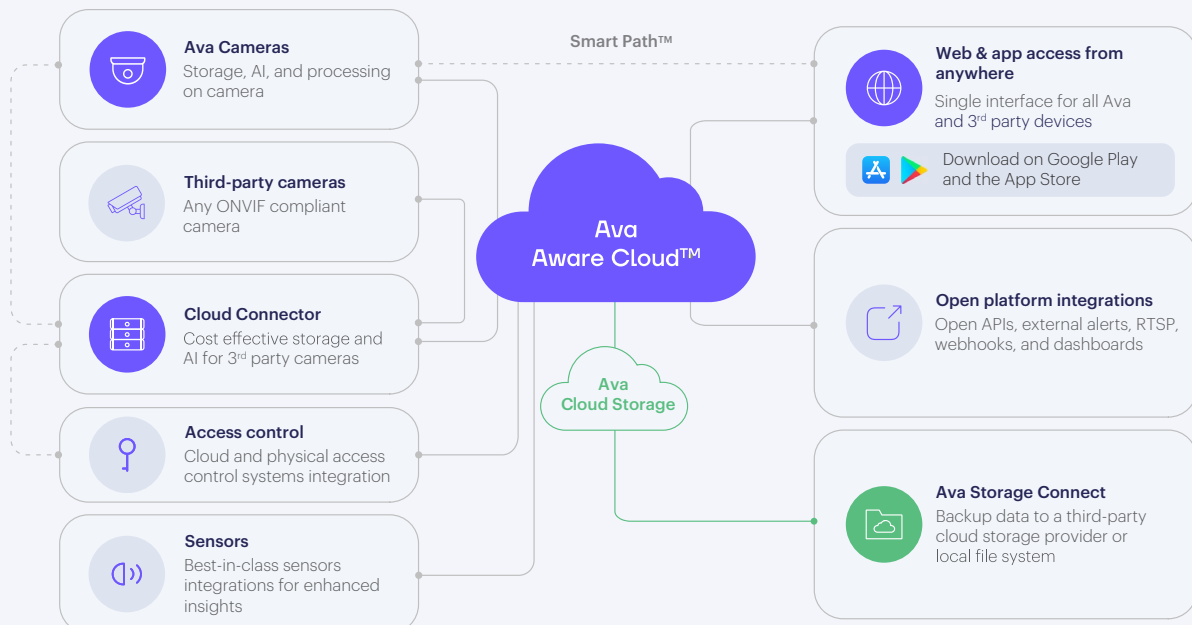 Ava Cameras
Storage, AI, and processing
on camera
Third-party cameras
Any ONVIF compliant
camera
Cloud Connector
Cost effective storage and
AI for 3rd party cameras
Access control
Cloud and physical access
control systems integration
Sensors
Best-in-class sensors
integrations for enhanced
insights
Smart Path™
Ava
Aware Cloud™
Ava
Cloud Storage
Web & app access from
anywhere
Single interface for all Ava
and 3rd party devices
Download on Google Play
and the App Store
Open platform integrations
Open APIs, external alerts, RTSP,
webhooks, and dashboards
Ava Storage Connect
Backup data to a third-party
cloud storage provider or
local file system